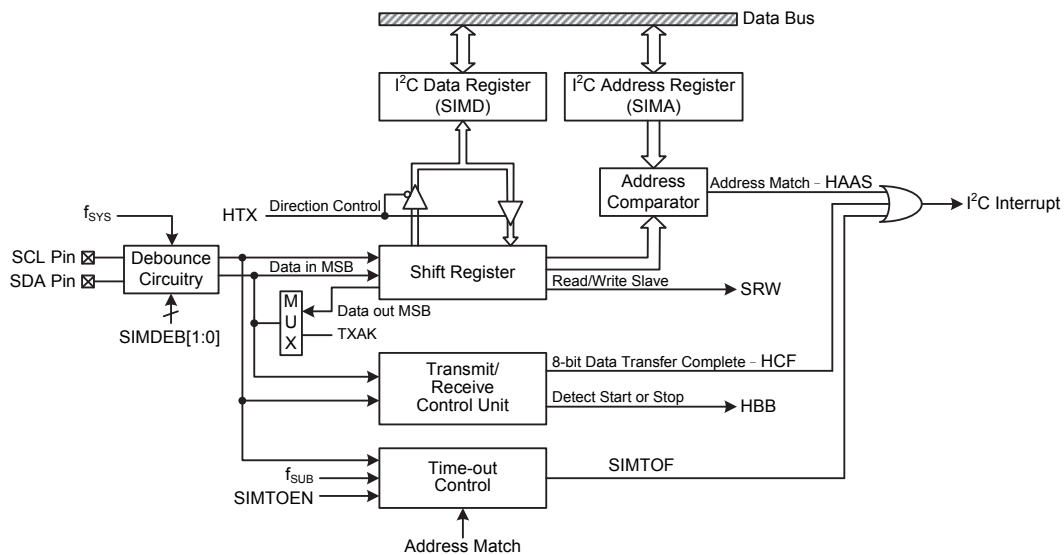 Data Bus
I²C Data Register
(SIMD)
I²C Address Register
(SIMA)
Address
Comparator
Address Match - HAAS
HTX
Direction Control
I²C Interrupt
fSYS
SCL Pin
SDA Pin
Debounce
Circuitry
Data in MSB
Shift Register
Read/Write Slave
SRW
SIMDEB[1:0]
MUX
Data out MSB
TXAK
Transmit/
Receive
Control Unit
8-bit Data Transfer Complete - HCF
Detect Start or Stop
HBB
fSUB
SIMTOEN
Time-out
Control
SIMTOF
Address Match